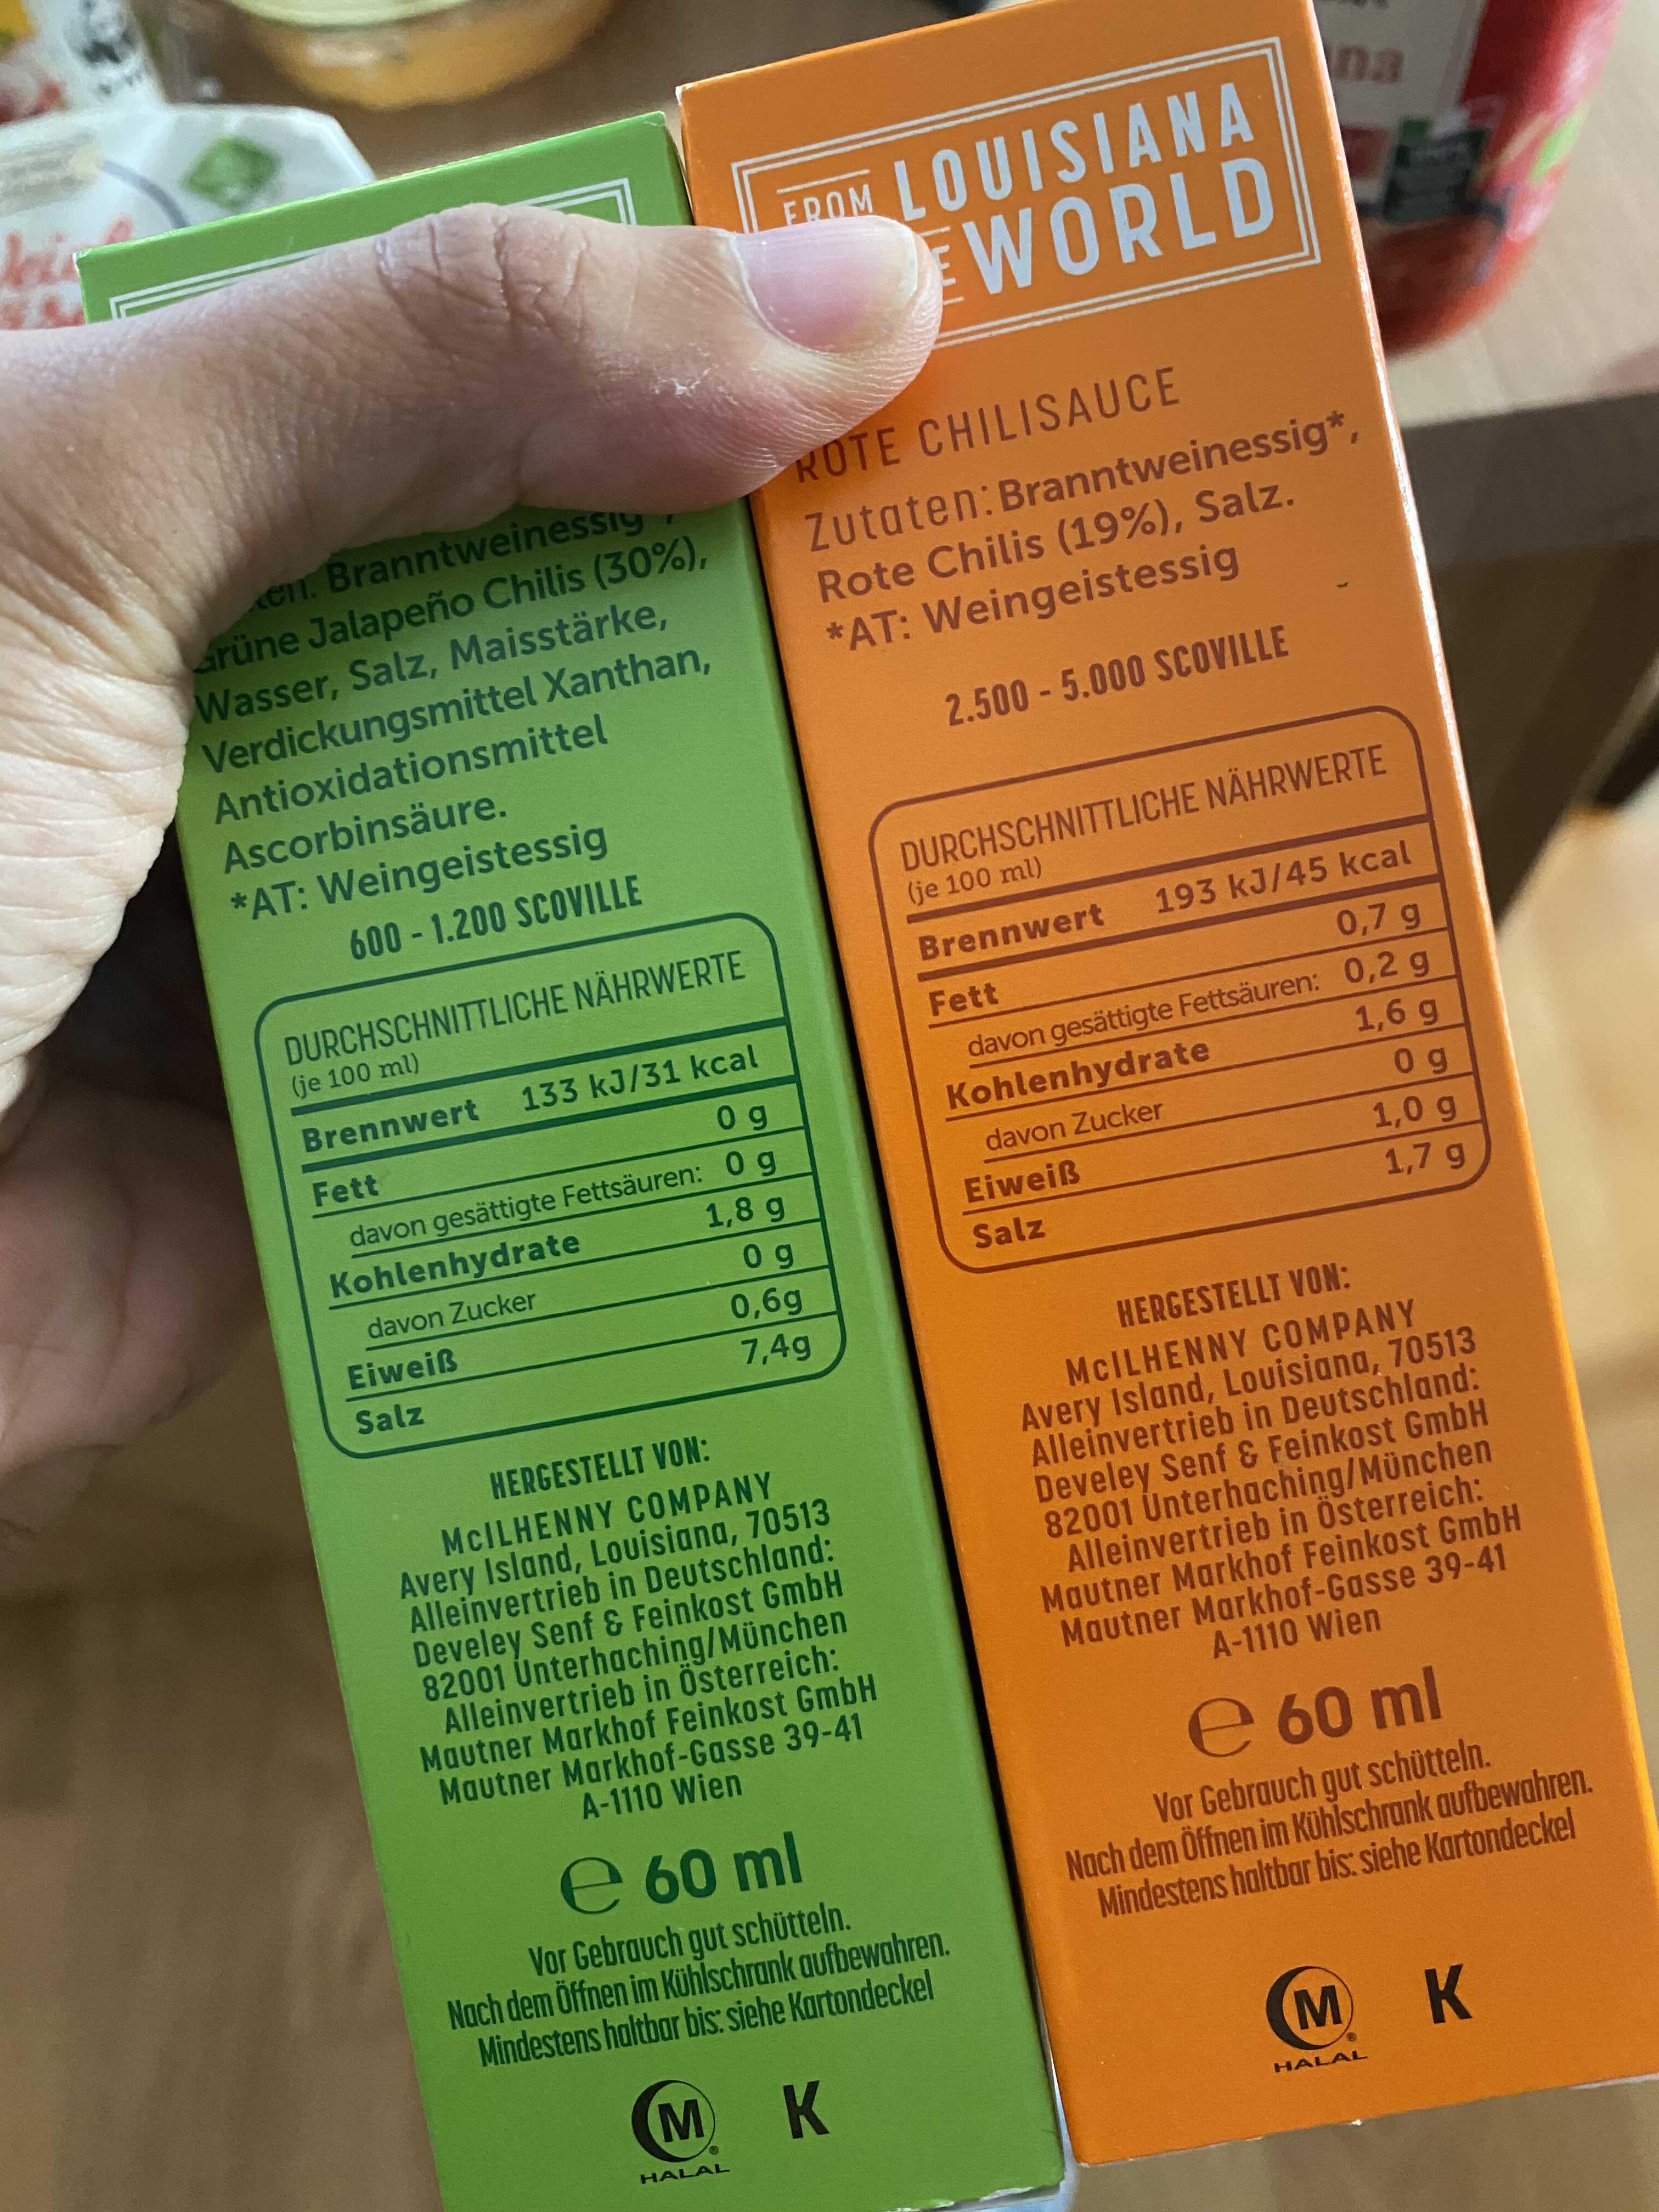 Branntweinessig
Grüne Jalapeño Chilis (30%),
Wasser, Salz, Maisstärke,
Verdickungsmittel Xanthan,
Antioxidationsmittel
Ascorbinsäure.
*AT: Weingeistessig
600 - 1.200 SCOVILLE
DURCHSCHNITTLICHE NÄHRWERTE
(je 100 ml)
Brennwert 133 kJ/31 kcal
Fett 0 g
davon gesättigte Fettsäuren: 0 g
Kohlenhydrate 1,8 g
davon Zucker 0 g
Eiweiß 0,6g
Salz 7,4g
HERGESTELLT VON:
McILHENNY COMPANY
Avery Island, Louisiana, 70513
Alleinvertrieb in Deutschland:
Develey Senf & Feinkost GmbH
82001 Unterhaching/München
Alleinvertrieb in Österreich:
Mautner Markhof Feinkost GmbH
Mautner Markhof-Gasse 39-41
A-1110 Wien
e 60 ml
Vor Gebrauch gut schütteln.
Nach dem Öffnen im Kühlschrank aufbewahren.
Mindestens haltbar bis: siehe Kartondeckel
M® K
HALAL
FROM LOUISIANA
WORLD
ROTE CHILISAUCE
Zutaten: Branntweinessig*,
Rote Chilis (19%), Salz.
*AT: Weingeistessig
2.500 - 5.000 SCOVILLE
DURCHSCHNITTLICHE NÄHRWERTE
(je 100 ml)
Brennwert 193 kJ/45 kcal
Fett 0,7 g
davon gesättigte Fettsäuren: 0,2 g
Kohlenhydrate 1,6 g
davon Zucker 0 g
Eiweiß 1,0 g
Salz 1,7 g
HERGESTELLT VON:
McILHENNY COMPANY
Avery Island, Louisiana, 70513
Alleinvertrieb in Deutschland:
Develey Senf & Feinkost GmbH
82001 Unterhaching/München
Alleinvertrieb in Österreich:
Mautner Markhof Feinkost GmbH
Mautner Markhof-Gasse 39-41
A-1110 Wien
e 60 ml
Vor Gebrauch gut schütteln.
Nach dem Öffnen im Kühlschrank aufbewahren.
Mindestens haltbar bis: siehe Kartondeckel
M® K
HALAL